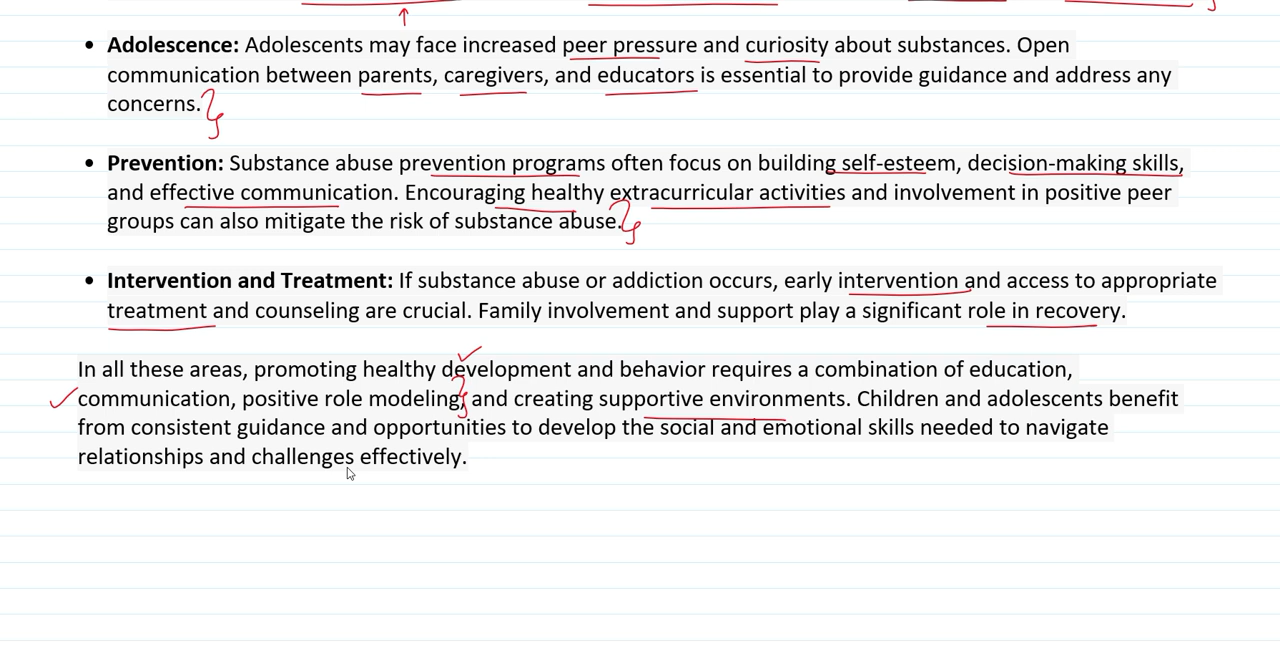 • Adolescence: Adolescents may face increased peer pressure and curiosity about substances. Open
communication between parents, caregivers, and educators is essential to provide guidance and address any
concerns.
• Prevention: Substance abuse prevention programs often focus on building self-esteem, decision-making skills,
and effective communication. Encouraging healthy extracurricular activities and involvement in positive peer
groups can also mitigate the risk of substance abuse.
• Intervention and Treatment: If substance abuse or addiction occurs, early intervention and access to appropriate
treatment and counseling are crucial. Family involvement and support play a significant role in recovery.
In all these areas, promoting healthy development and behavior requires a combination of education,
communication, positive role modeling, and creating supportive environments. Children and adolescents benefit
from consistent guidance and opportunities to develop the social and emotional skills needed to navigate
relationships and challenges effectively.